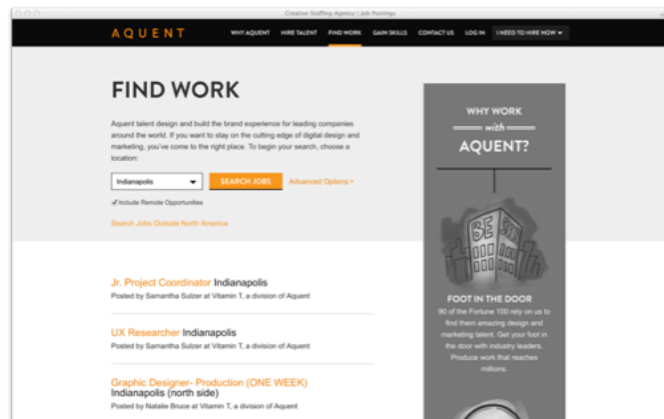 Creative Staffing Agency | Job Postings
AQUENT
WHY AQUENT HIRE TALENT FIND WORK GAIN SKILLS CONTACT US LOG IN I NEED TO HIRE NOW
FIND WORK
Aquent talent design and build the brand experience for leading companies
around the world. If you want to stay on the cutting edge of digital design and
marketing, you've come to the right place. To begin your search, choose a
location:
Indianapolis
SEARCH JOBS
Advanced Options >
Include Remote Opportunities
Search Jobs Outside North America
Jr. Project Coordinator Indianapolis
Posted by Samantha Sulzer at Vitamin T, a division of Aquent
UX Researcher Indianapolis
Posted by Samantha Sulzer at Vitamin T, a division of Aquent
Graphic Designer- Production (ONE WEEK)
Indianapolis (north side)
Posted by Natalie Bruce at Vitamin T, a division of Aquent
WHY WORK
with
AQUENT?
BE
FOOT IN THE DOOR
90 of the Fortune 100 rely on us to
find them amazing design and
marketing talent. Get your foot in
the door with industry leaders.
Produce work that reaches
millions.